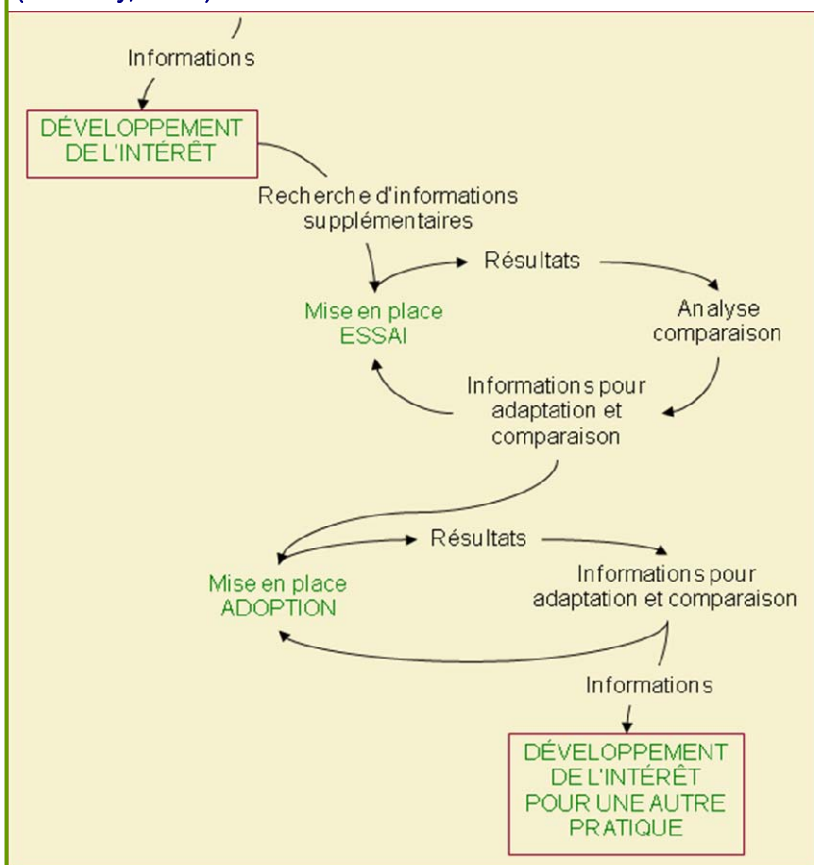 Informations
DÉVELOPPEMENT
DE L'INTÉRÊT
Recherche d'informations
supplémentaires
Résultats
Mise en place
ESSAI
Analyse
comparaison
Informations pour
adaptation et
comparaison
Résultats
Mise en place
ADOPTION
Informations pour
adaptation et comparaison
Informations
DÉVELOPPEMENT
DE L'INTÉRÊT
POUR UNE AUTRE
PRATIQUE